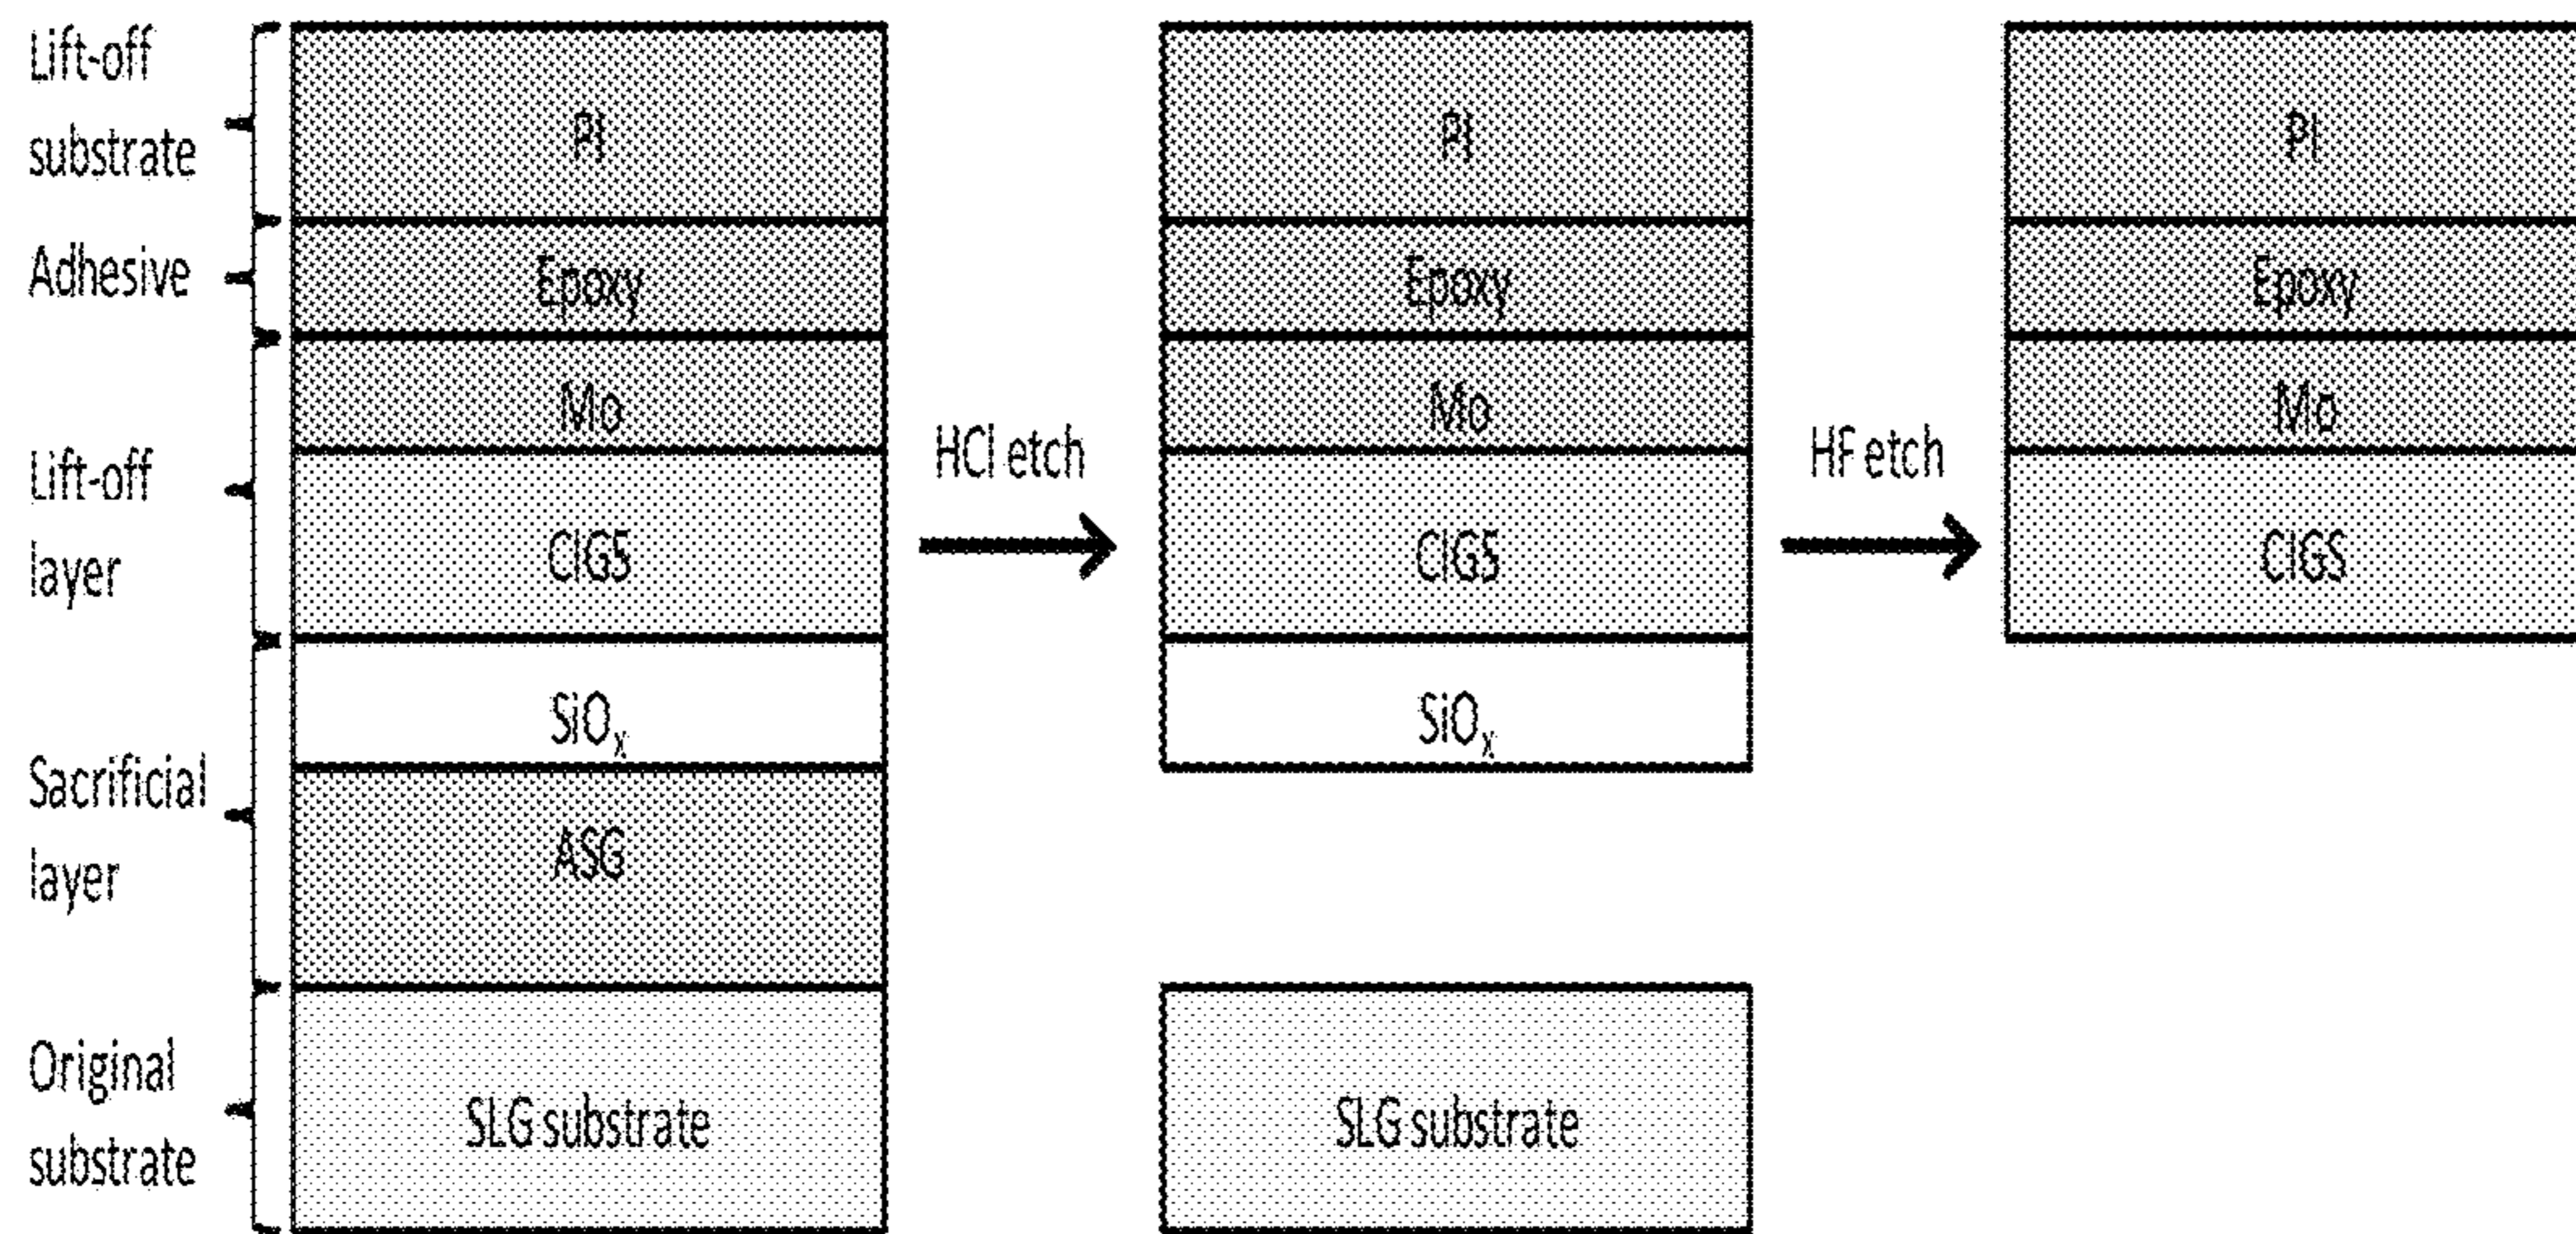 Lift-off
substrate
Adhesive
Lift-off
layer
Sacrificial
layer
Original
substrate
PI
Epoxy
Mo
CIGS
SiOₓ
ASG
SLG substrate
HCl etch
PI
Epoxy
Mo
CIGS
SiOₓ
SLG substrate
HF etch
PI
Epoxy
Mo
CIGS